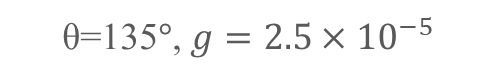 θ=135°, g = 2.5 × 10⁻⁵